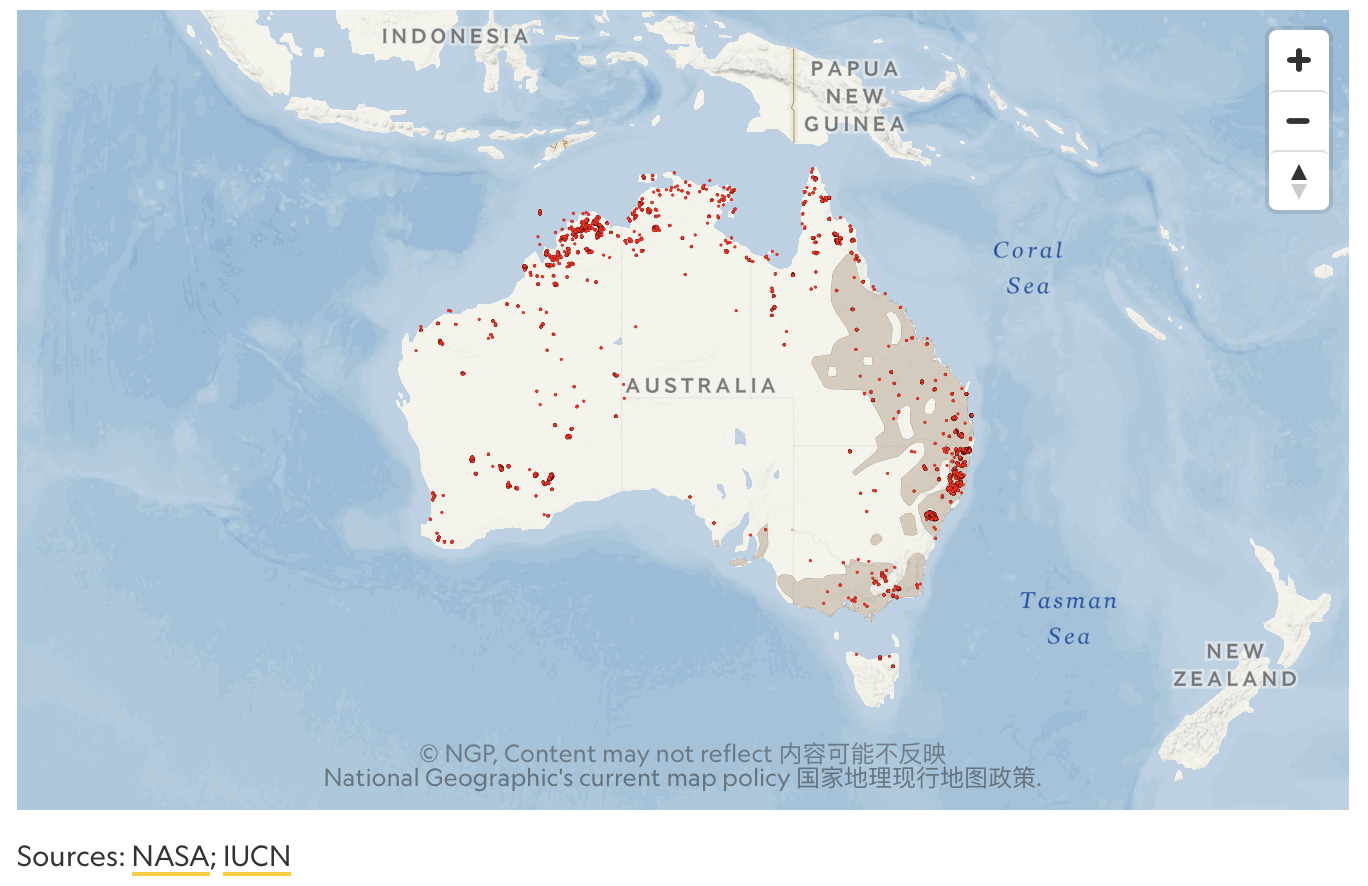 INDONESIA
PAPUA
NEW
GUINEA
Coral
Sea
AUSTRALIA
Tasman
Sea
NEW
ZEALAND
© NGP, Content may not reflect 内容可能不反映
National Geographic's current map policy 国家地理现行地图政策.
Sources: NASA; IUCN